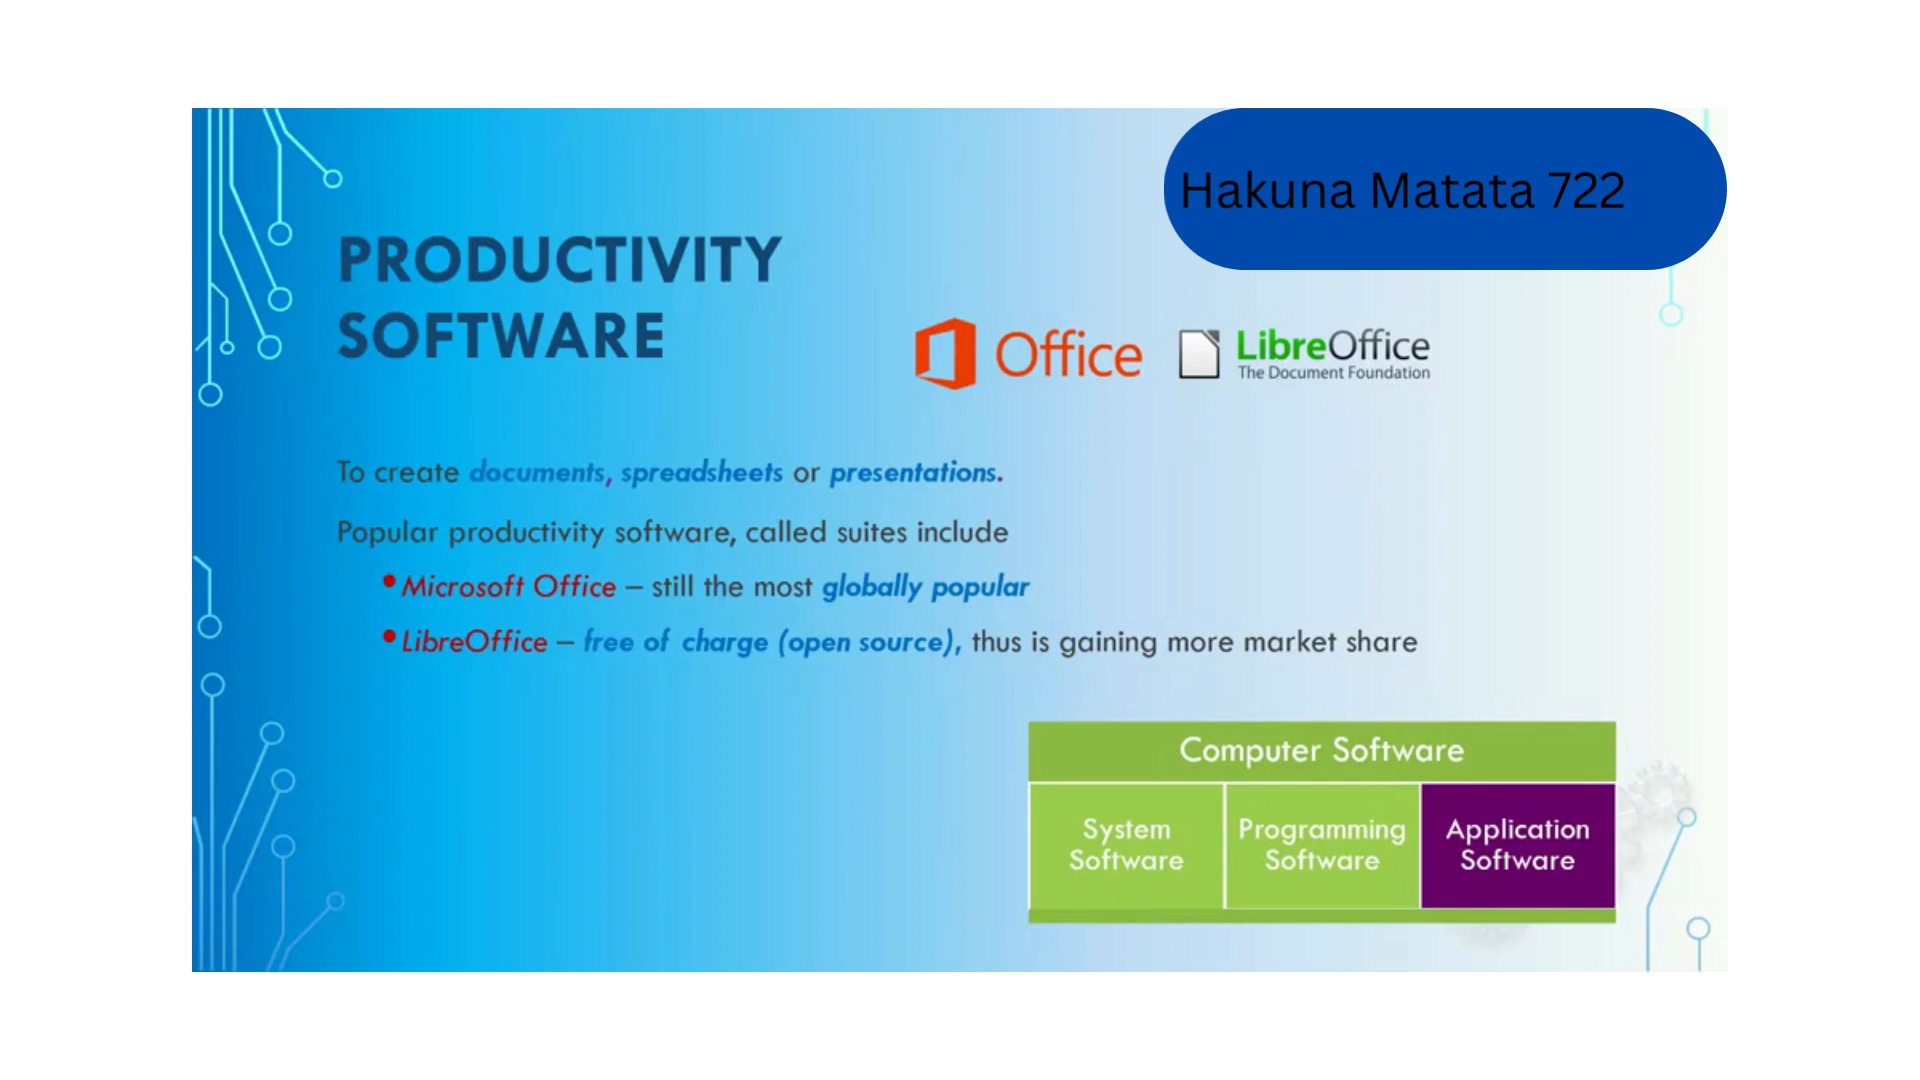 Hakuna Matata 722
PRODUCTIVITY
SOFTWARE
Office
LibreOffice
The Document Foundation
To create documents, spreadsheets or presentations.
Popular productivity software, called suites include
•Microsoft Office – still the most globally popular
•LibreOffice – free of charge (open source), thus is gaining more market share
Computer Software
System
Software
Programming
Software
Application
Software